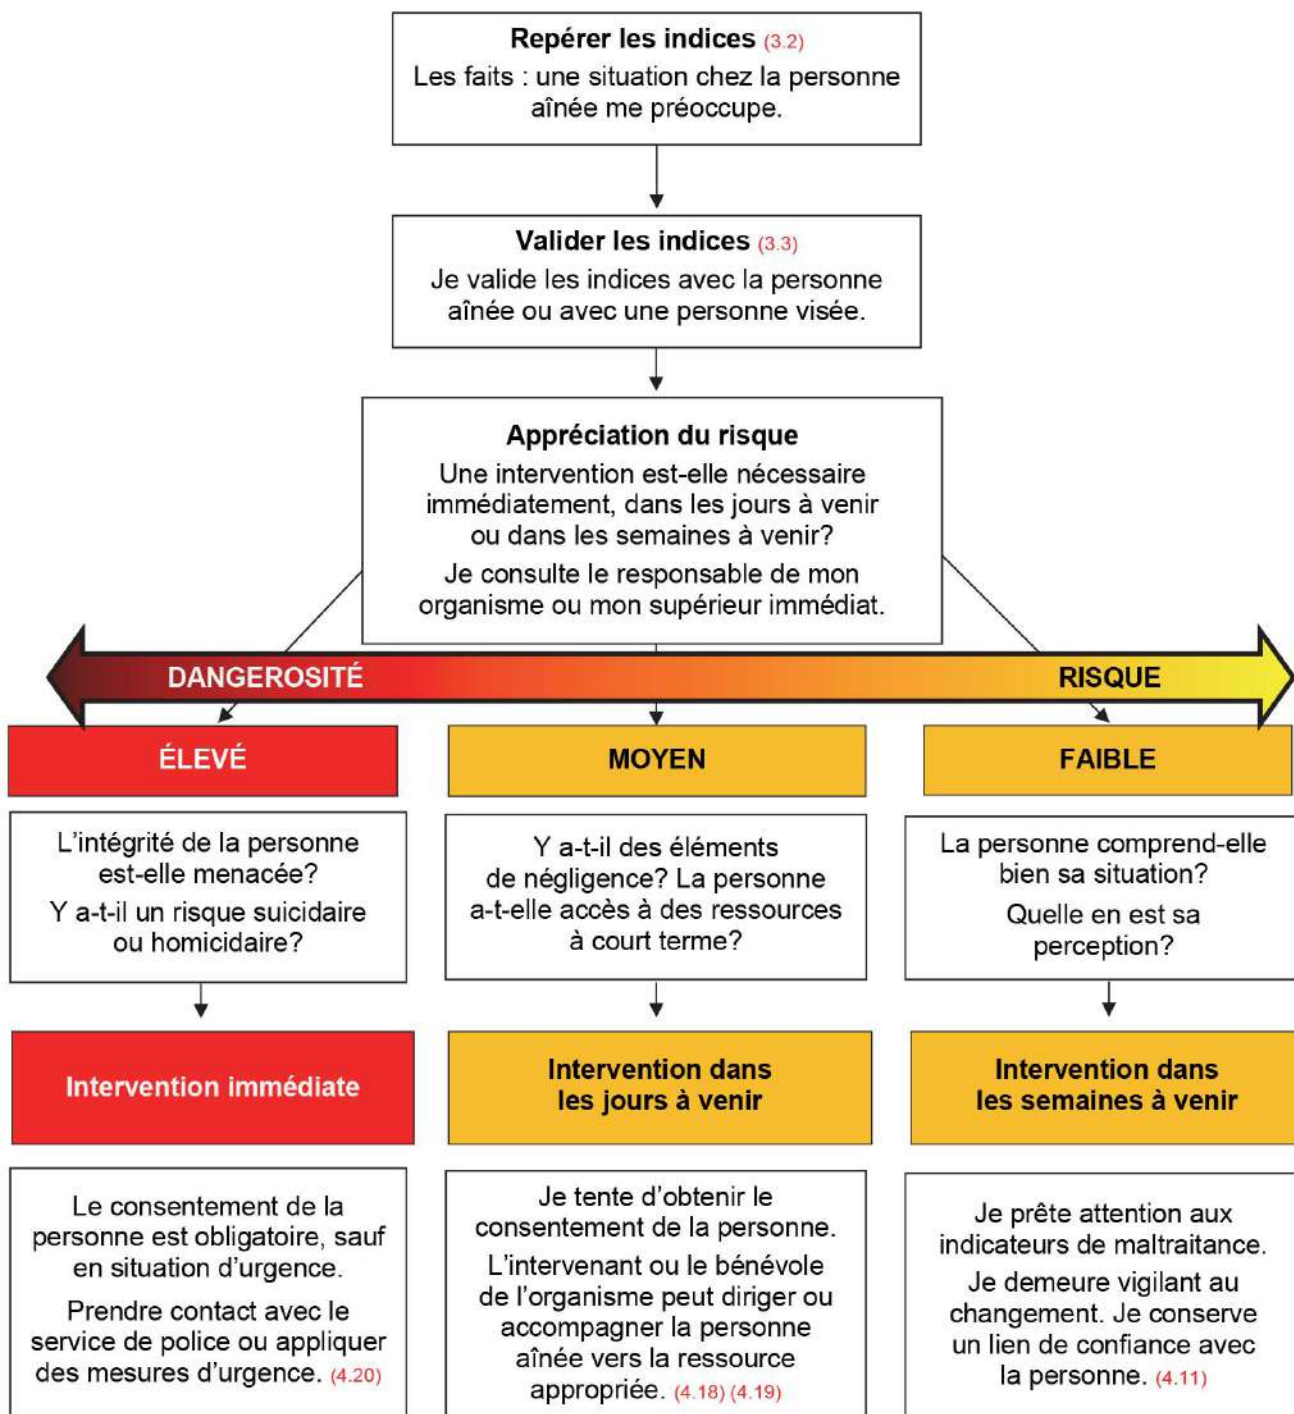 Repérer les indices (3.2)
Les faits : une situation chez la personne
aînée me préoccupe.
Valider les indices (3.3)
Je valide les indices avec la personne
aînée ou avec une personne visée.
Appréciation du risque
Une intervention est-elle nécessaire
immédiatement, dans les jours à venir
ou dans les semaines à venir?
Je consulte le responsable de mon
organisme ou mon supérieur immédiat.
DANGEROSITÉ
RISQUE
ÉLEVÉ
MOYEN
FAIBLE
L'intégrité de la personne
est-elle menacée?
Y a-t-il un risque suicidaire
ou homicidaire?
Y a-t-il des éléments
de négligence? La personne
a-t-elle accès à des ressources
à court terme?
La personne comprend-elle
bien sa situation?
Quelle en est sa
perception?
Intervention immédiate
Intervention dans
les jours à venir
Intervention dans
les semaines à venir
Le consentement de la
personne est obligatoire, sauf
en situation d'urgence.
Prendre contact avec le
service de police ou appliquer
des mesures d'urgence. (4.20)
Je tente d'obtenir le
consentement de la personne.
L'intervenant ou le bénévole
de l'organisme peut diriger ou
accompagner la personne
aînée vers la ressource
appropriée. (4.18) (4.19)
Je prête attention aux
indicateurs de maltraitance.
Je demeure vigilant au
changement. Je conserve
un lien de confiance avec
la personne. (4.11)